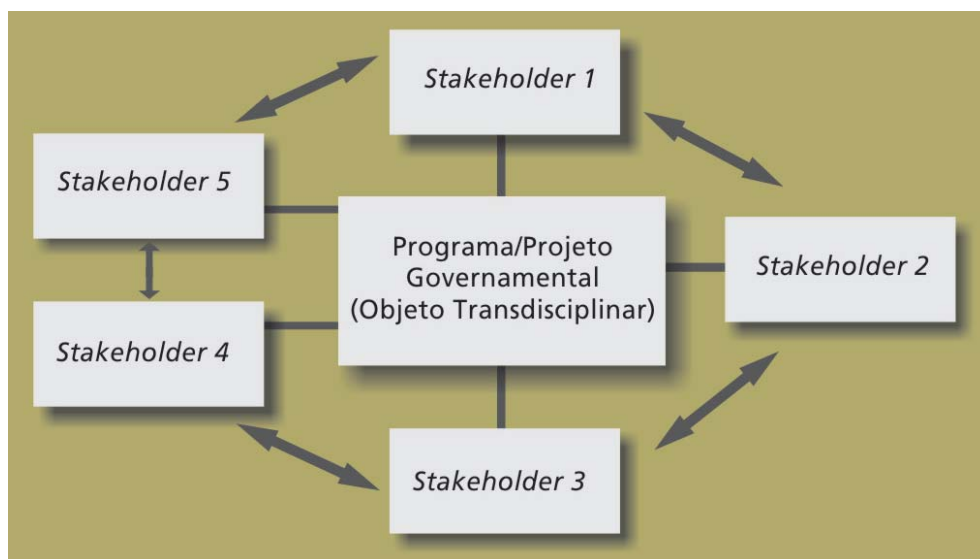 Stakeholder 1
Stakeholder 5
Programa/Projeto
Governamental
(Objeto Transdisciplinar)
Stakeholder 2
Stakeholder 4
Stakeholder 3